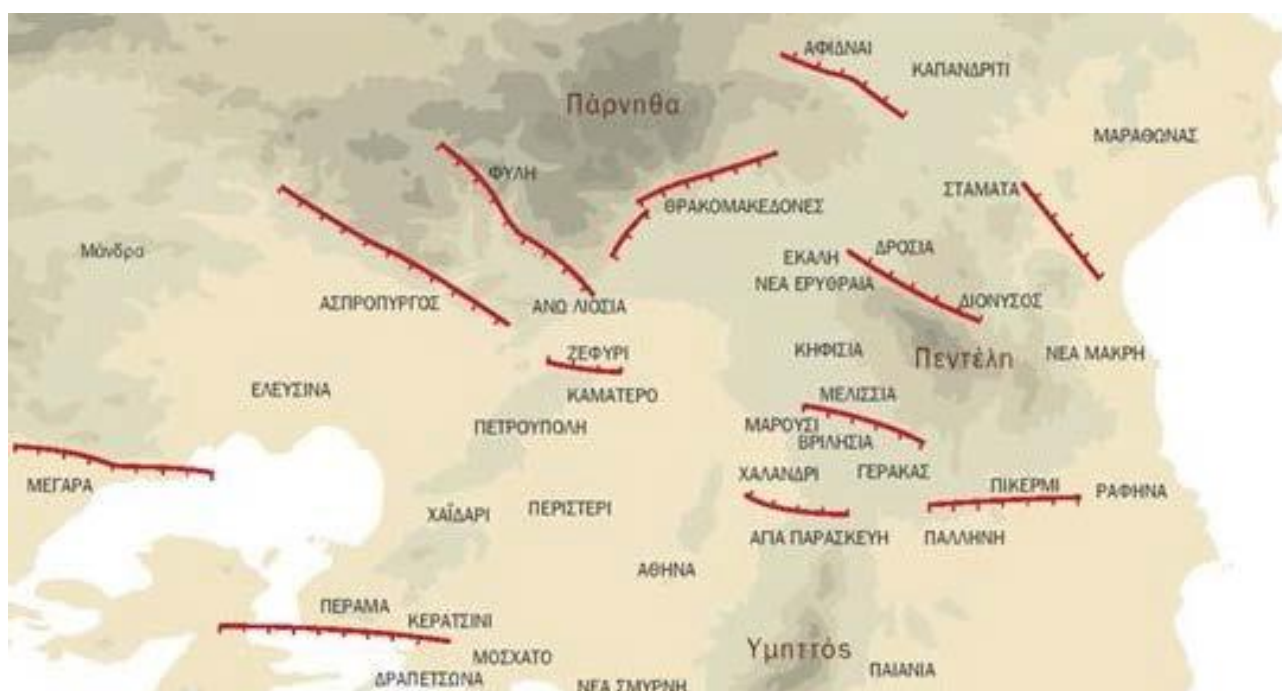 ΑΦΙΔΝΑΙ
ΚΑΠΑΝΔΡΙΤΙ
Πάρνηθα
ΜΑΡΑΘΩΝΑΣ
ΦΥΛΗ
ΣΤΑΜΑΤΑ
ΘΡΑΚΟΜΑΚΕΔΟΝΕΣ
Μάνδρα
ΕΚΑΛΗ
ΔΡΟΣΙΑ
ΝΕΑ ΕΡΥΘΡΑΙΑ
ΑΣΠΡΟΠΥΡΓΟΣ
ΑΝΩ ΛΙΟΣΙΑ
ΔΙΟΝΥΣΟΣ
ΖΕΦΥΡΙ
ΚΗΦΙΣΙΑ
Πεντέλη
ΝΕΑ ΜΑΚΡΗ
ΕΛΕΥΣΙΝΑ
ΚΑΜΑΤΕΡΟ
ΜΕΛΙΣΣΙΑ
ΠΕΤΡΟΥΠΟΛΗ
ΜΑΡΟΥΣΙ
ΒΡΙΛΗΣΙΑ
ΜΕΓΑΡΑ
ΧΑΛΑΝΔΡΙ
ΓΕΡΑΚΑΣ
ΠΙΚΕΡΜΙ
ΡΑΦΗΝΑ
ΧΑΪΔΑΡΙ
ΠΕΡΙΣΤΕΡΙ
ΑΓΙΑ ΠΑΡΑΣΚΕΥΗ
ΠΑΛΛΗΝΗ
ΑΘΗΝΑ
ΠΕΡΑΜΑ
ΚΕΡΑΤΣΙΝΙ
Υμηττός
ΜΟΣΧΑΤΟ
ΠΑΙΑΝΙΑ
ΔΡΑΠΕΤΣΩΝΑ
ΝΕΑ ΣΜΥΡΝΗ